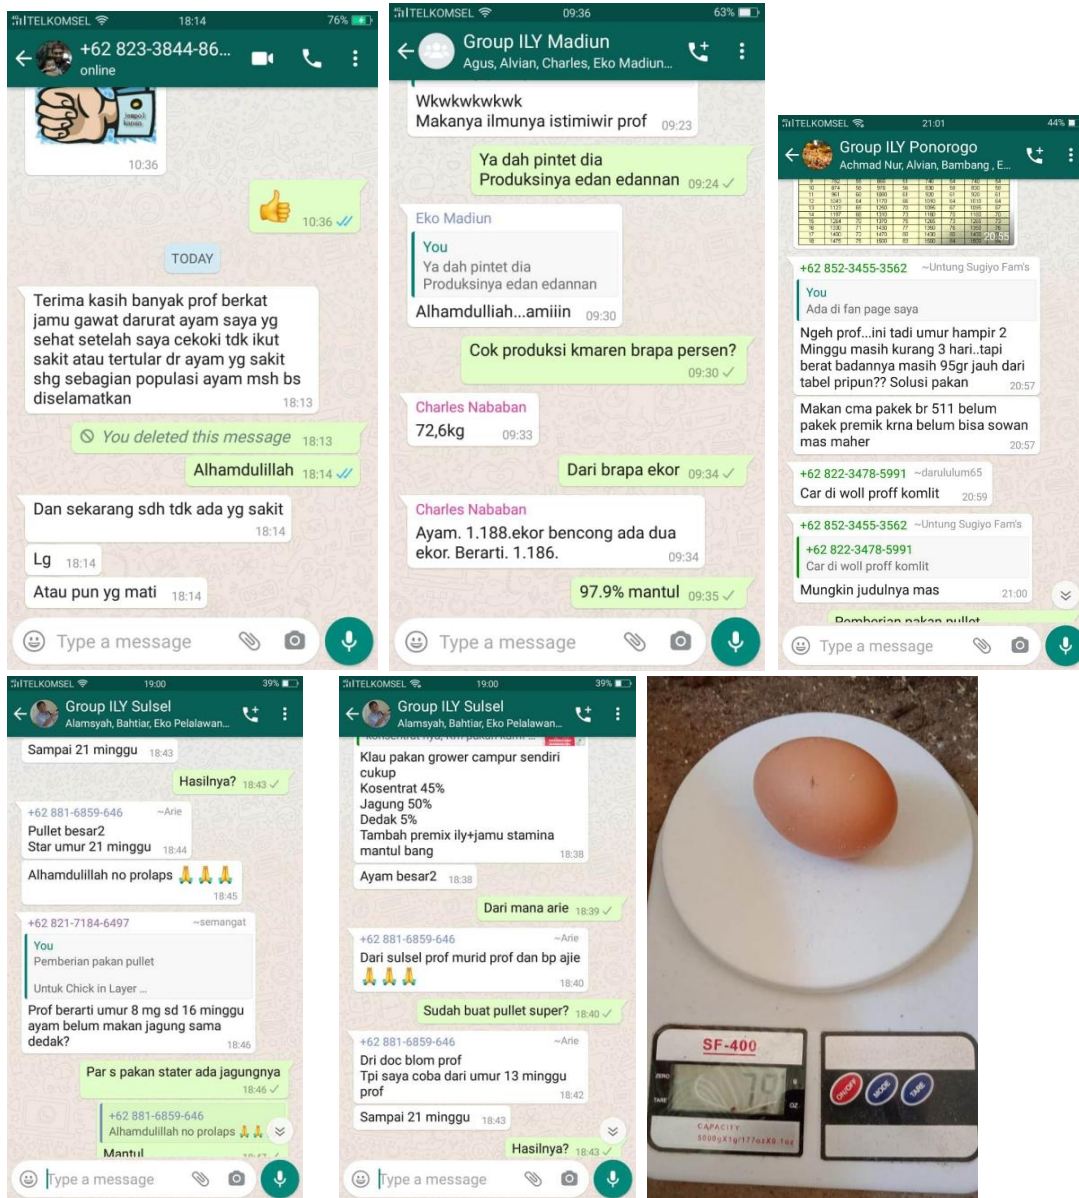 TELKOMSEL 18:14 76%
+62 823-3844-86...
online
jempol
10:36
10:36
TODAY
Terima kasih banyak prof berkat
jamu gawat darurat ayam saya yg
sehat setelah saya cekoki tdk ikut
sakit atau tertular dr ayam yg sakit
shg sebagian populasi ayam msh bs
diselamatkan 18:13
You deleted this message 18:13
Alhamdulillah 18:14
Dan sekarang sdh tdk ada yg sakit
18:14
Lg 18:14
Atau pun yg mati 18:14
Type a message
TELKOMSEL 09:36 63%
Group ILY Madiun
Agus, Alvian, Charles, Eko Madiun...
Wkwkwkwkwk
Makanya ilmunya istimiwir prof 09:23
Ya dah pintet dia
Produksinya edan edannan 09:24
Eko Madiun
You
Ya dah pintet dia
Produksinya edan edannan
Alhamdulliah...amiiin 09:30
Cok produksi kmaren brapa persen?
09:30
Charles Nababan
72,6kg 09:33
Dari brapa ekor 09:34
Charles Nababan
Ayam. 1.188.ekor bencong ada dua
ekor. Berarti. 1.186. 09:34
97.9% mantul 09:35
Type a message
TELKOMSEL 21:01 44%
Group ILY Ponorogo
Achmad Nur, Alvian, Bambang , E...
20:55
+62 852-3455-3562 ~Untung Sugiyo Fam's
You
Ada di fan page saya
Ngeh prof...ini tadi umur hampir 2
Minggu masih kurang 3 hari..tapi
berat badannya masih 95gr jauh dari
tabel pripun?? Solusi pakan 20:57
Makan cma pakek br 511 belum
pakek premik krna belum bisa sowan
mas maher 20:57
+62 822-3478-5991 ~darululum65
Car di woll proff komlit 20:59
+62 852-3455-3562 ~Untung Sugiyo Fam's
+62 822-3478-5991
Car di woll proff komlit
Mungkin judulnya mas 21:00
Pemberian pakan pullet
Type a message
TELKOMSEL 19:00 39%
Group ILY Sulsel
Alamsyah, Bahtiar, Eko Pelalawan...
Sampai 21 minggu 18:43
Hasilnya? 18:43
+62 881-6859-646 ~Arie
Pullet besar2
Star umur 21 minggu 18:44
Alhamdulillah no prolaps
18:45
+62 821-7184-6497 ~semangat
You
Pemberian pakan pullet
Untuk Chick in Layer ...
Prof berarti umur 8 mg sd 16 minggu
ayam belum makan jagung sama
dedak? 18:46
Par s pakan stater ada jagungnya
18:46
+62 881-6859-646
Alhamdulillah no prolaps
Mantul 18:47
Type a message
TELKOMSEL 19:00 39%
Group ILY Sulsel
Alamsyah, Bahtiar, Eko Pelalawan...
Klau pakan grower campur sendiri
cukup
Kosentrat 45%
Jagung 50%
Dedak 5%
Tambah premix ily+jamu stamina
mantul bang 18:38
Ayam besar2 18:38
Dari mana arie 18:39
+62 881-6859-646 ~Arie
Dari sulsel prof murid prof dan bp ajie
18:40
Sudah buat pullet super? 18:40
+62 881-6859-646 ~Arie
Dri doc blom prof
Tpi saya coba dari umur 13 minggu
prof 18:42
Sampai 21 minggu 18:43
Hasilnya? 18:43
Type a message
SF-400
ZERO
TARE
g
OZ
CAPACITY
5000gX1g/177ozX0.1oz
ON/OFF
MODE
TARE